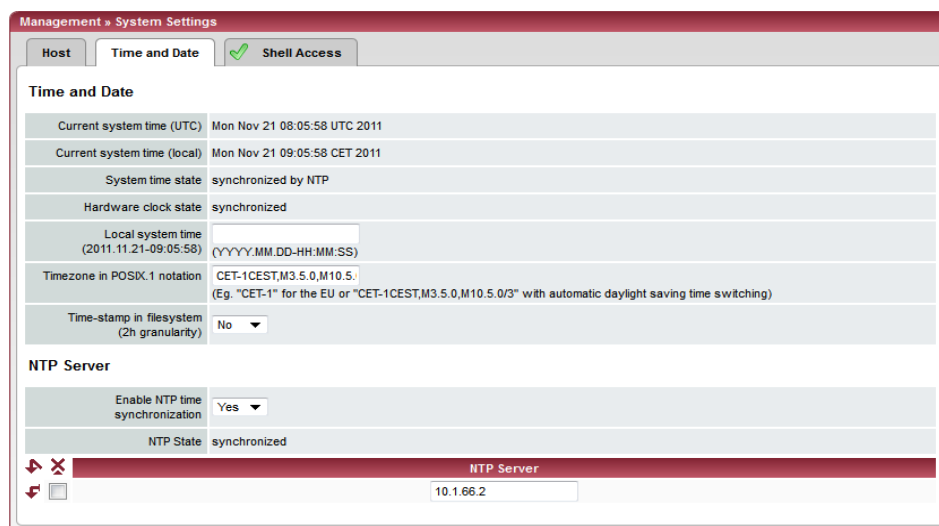 Management » System Settings
Host
Time and Date
Shell Access
Time and Date
Current system time (UTC) Mon Nov 21 08:05:58 UTC 2011
Current system time (local) Mon Nov 21 09:05:58 CET 2011
System time state synchronized by NTP
Hardware clock state synchronized
Local system time
(2011.11.21-09:05:58) (YYYY.MM.DD-HH:MM:SS)
Timezone in POSIX.1 notation CET-1CEST,M3.5.0,M10.5.
(Eg. "CET-1" for the EU or "CET-1CEST,M3.5.0,M10.5.0/3" with automatic daylight saving time switching)
Time-stamp in filesystem
(2h granularity) No
NTP Server
Enable NTP time
synchronization Yes
NTP State synchronized
NTP Server
10.1.66.2